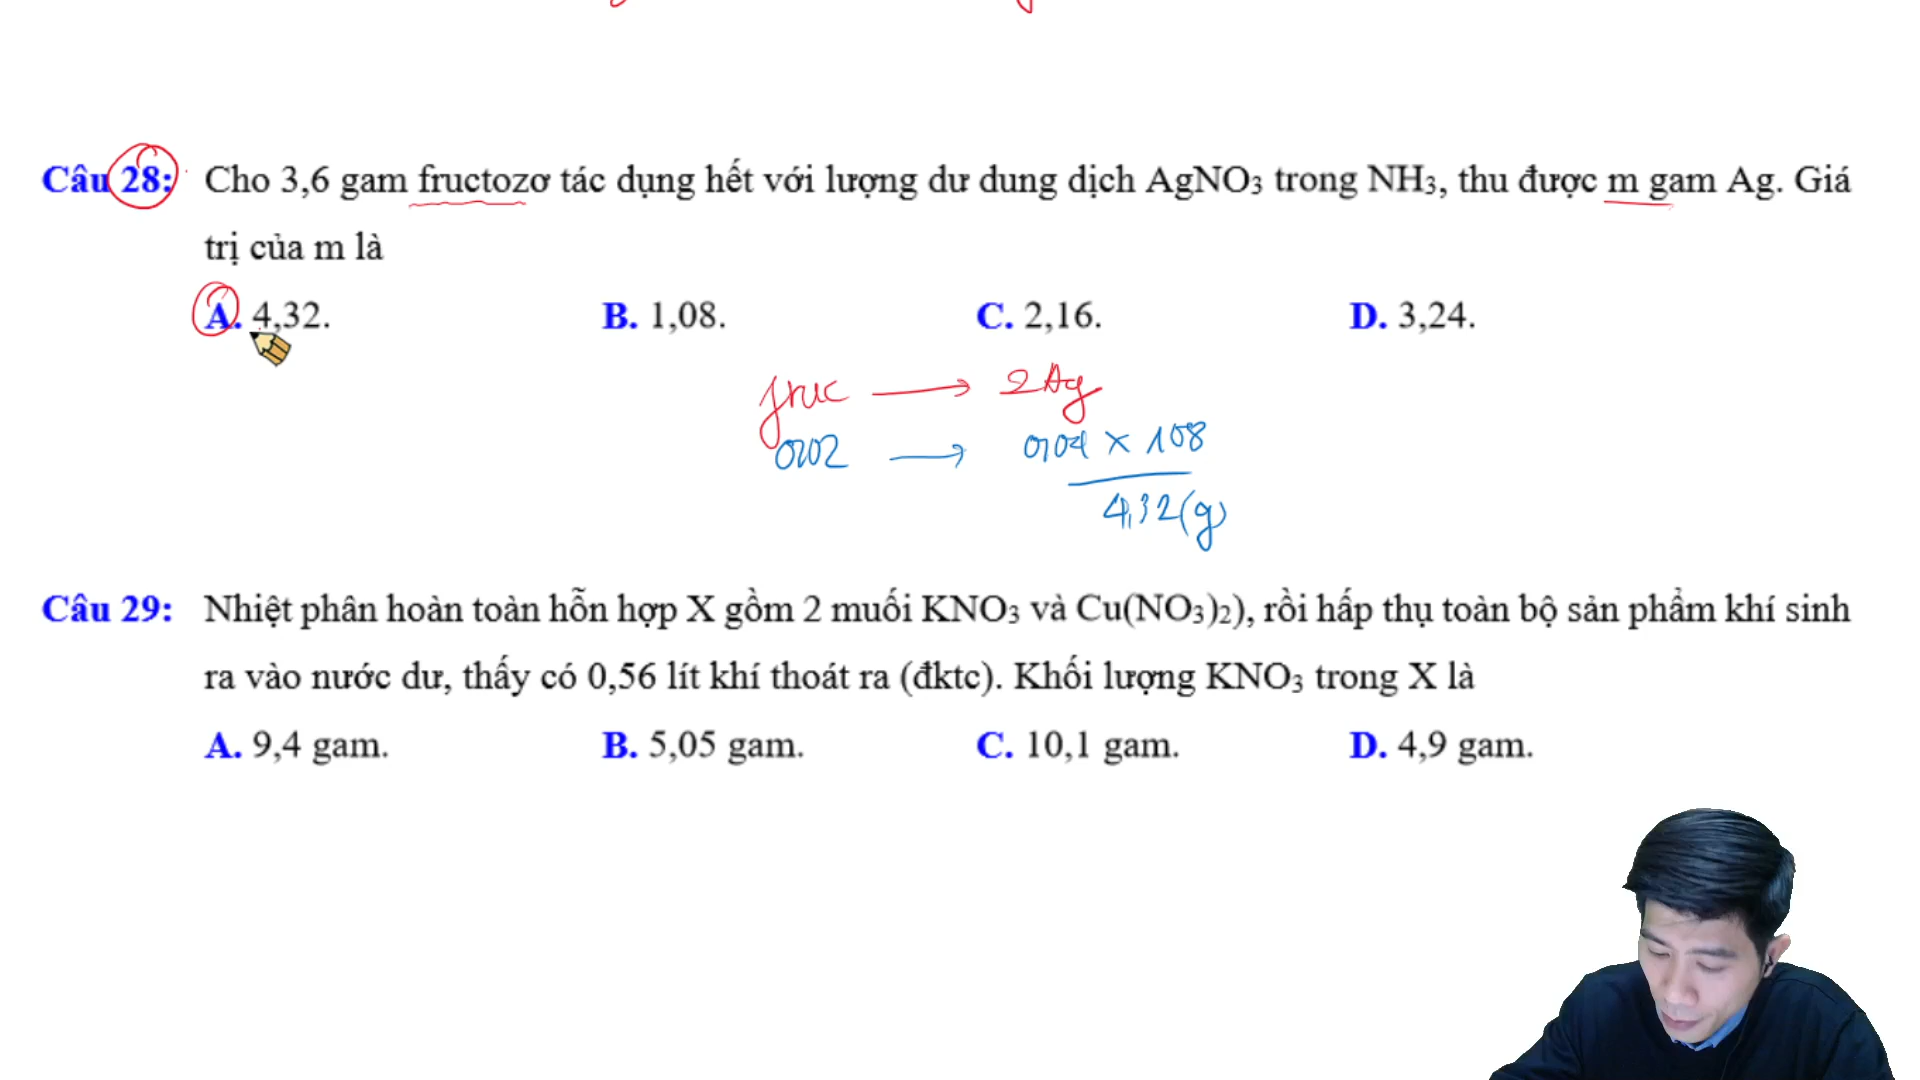 Câu 28: Cho 3,6 gam fructozơ tác dụng hết với lượng dư dung dịch AgNO₃ trong NH₃, thu được m gam Ag. Giá
trị của m là
A. 4,32. B. 1,08. C. 2,16. D. 3,24.
fruc → 2Ag
0,02 → 0,04 × 108
4,32(g)
Câu 29: Nhiệt phân hoàn toàn hỗn hợp X gồm 2 muối KNO₃ và Cu(NO₃)₂), rồi hấp thụ toàn bộ sản phẩm khí sinh
ra vào nước dư, thấy có 0,56 lít khí thoát ra (đktc). Khối lượng KNO₃ trong X là
A. 9,4 gam. B. 5,05 gam. C. 10,1 gam. D. 4,9 gam.